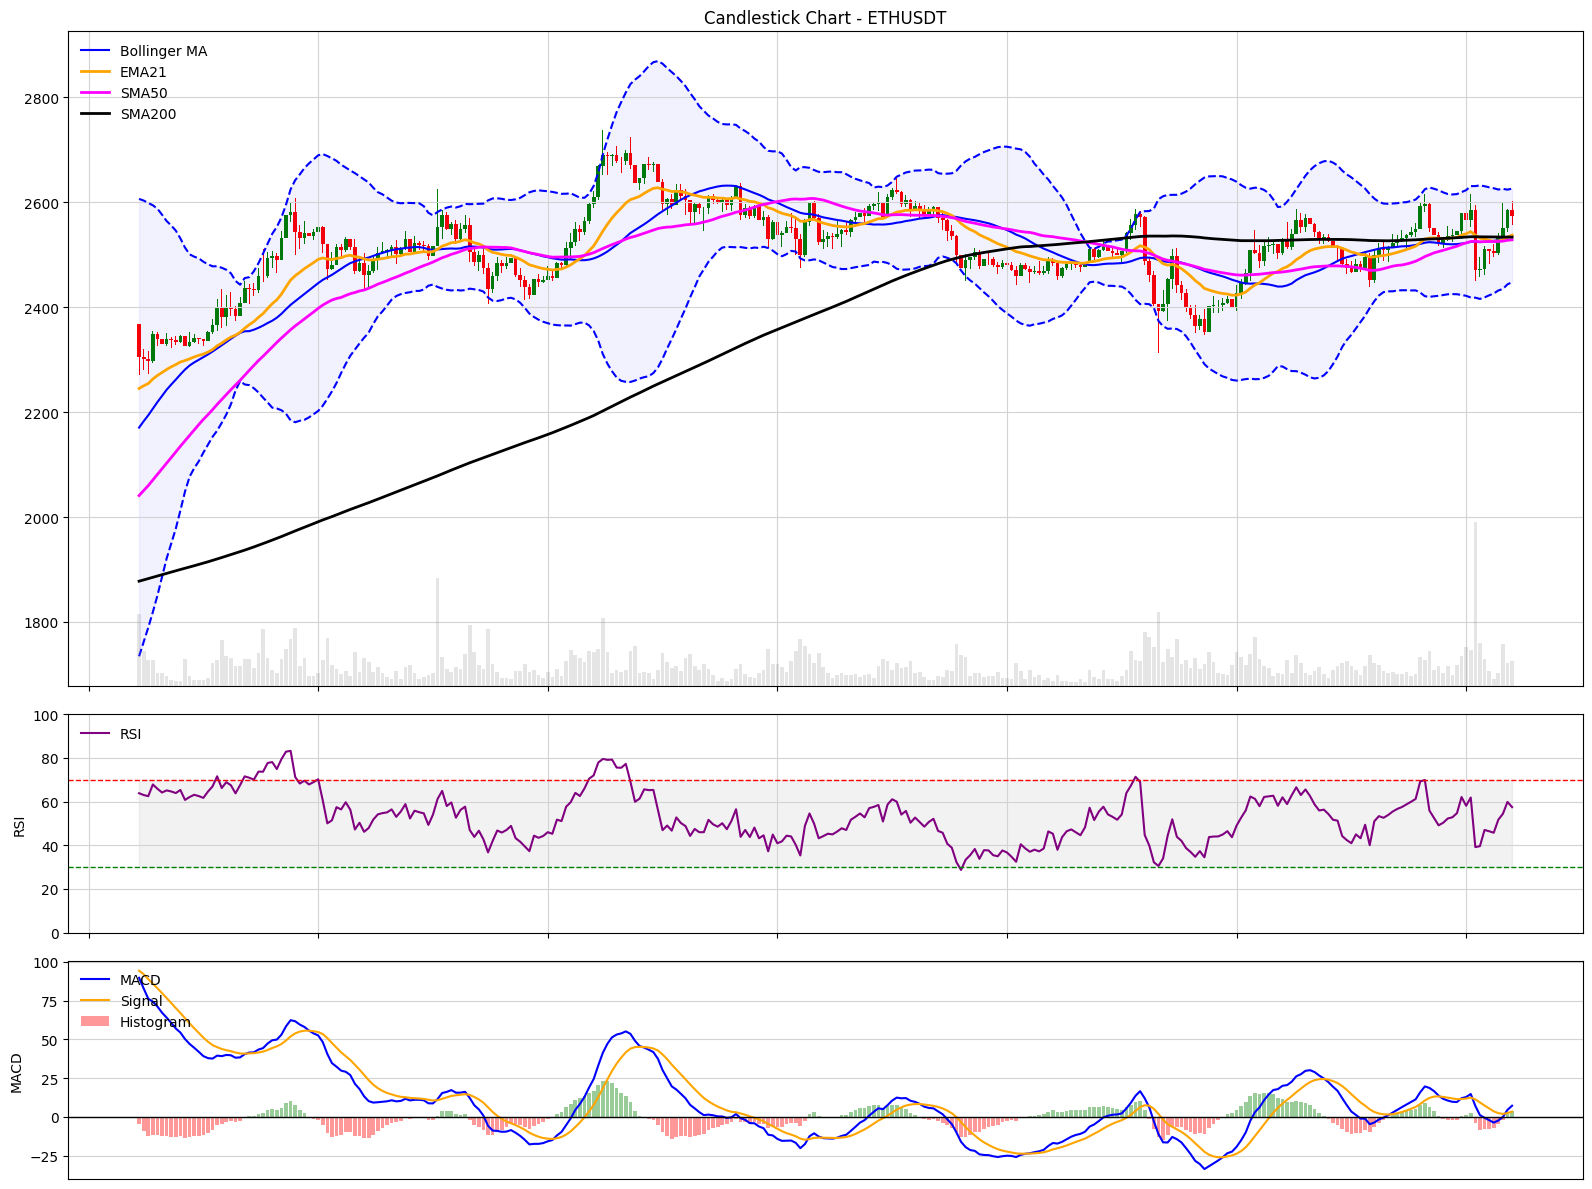 Candlestick Chart - ETHUSDT
Bollinger MA
EMA21
SMA50
SMA200
2800
2600
2400
2200
2000
1800
RSI
100
80
60
40
20
0
RSI
MACD
Signal
Histogram
100
75
50
25
0
−25
MACD